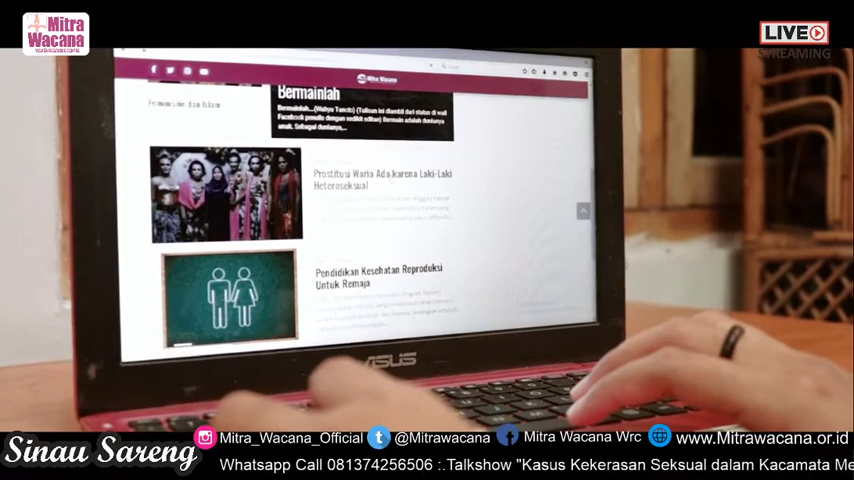 Mitra
Wacana
LIVE
STREAMING
Mitra Wacana
Bermainlah
Bermainlah...(Wahyu Tanoto) (Tulisan ini diambil dari status di wall
Facebook penulis dengan sedikit editan) Bermain adalah dunianya
anak. Sebagai dunianya,...
Prostitusi Waria Ada karena Laki-Laki
Heteroseksual
Pendidikan Kesehatan Reproduksi
Untuk Remaja
ASUS
Sinau Sareng
Mitra_Wacana_Official @Mitrawacana Mitra Wacana Wrc www.Mitrawacana.or.id
Whatsapp Call 081374256506 :.Talkshow "Kasus Kekerasan Seksual dalam Kacamata Me